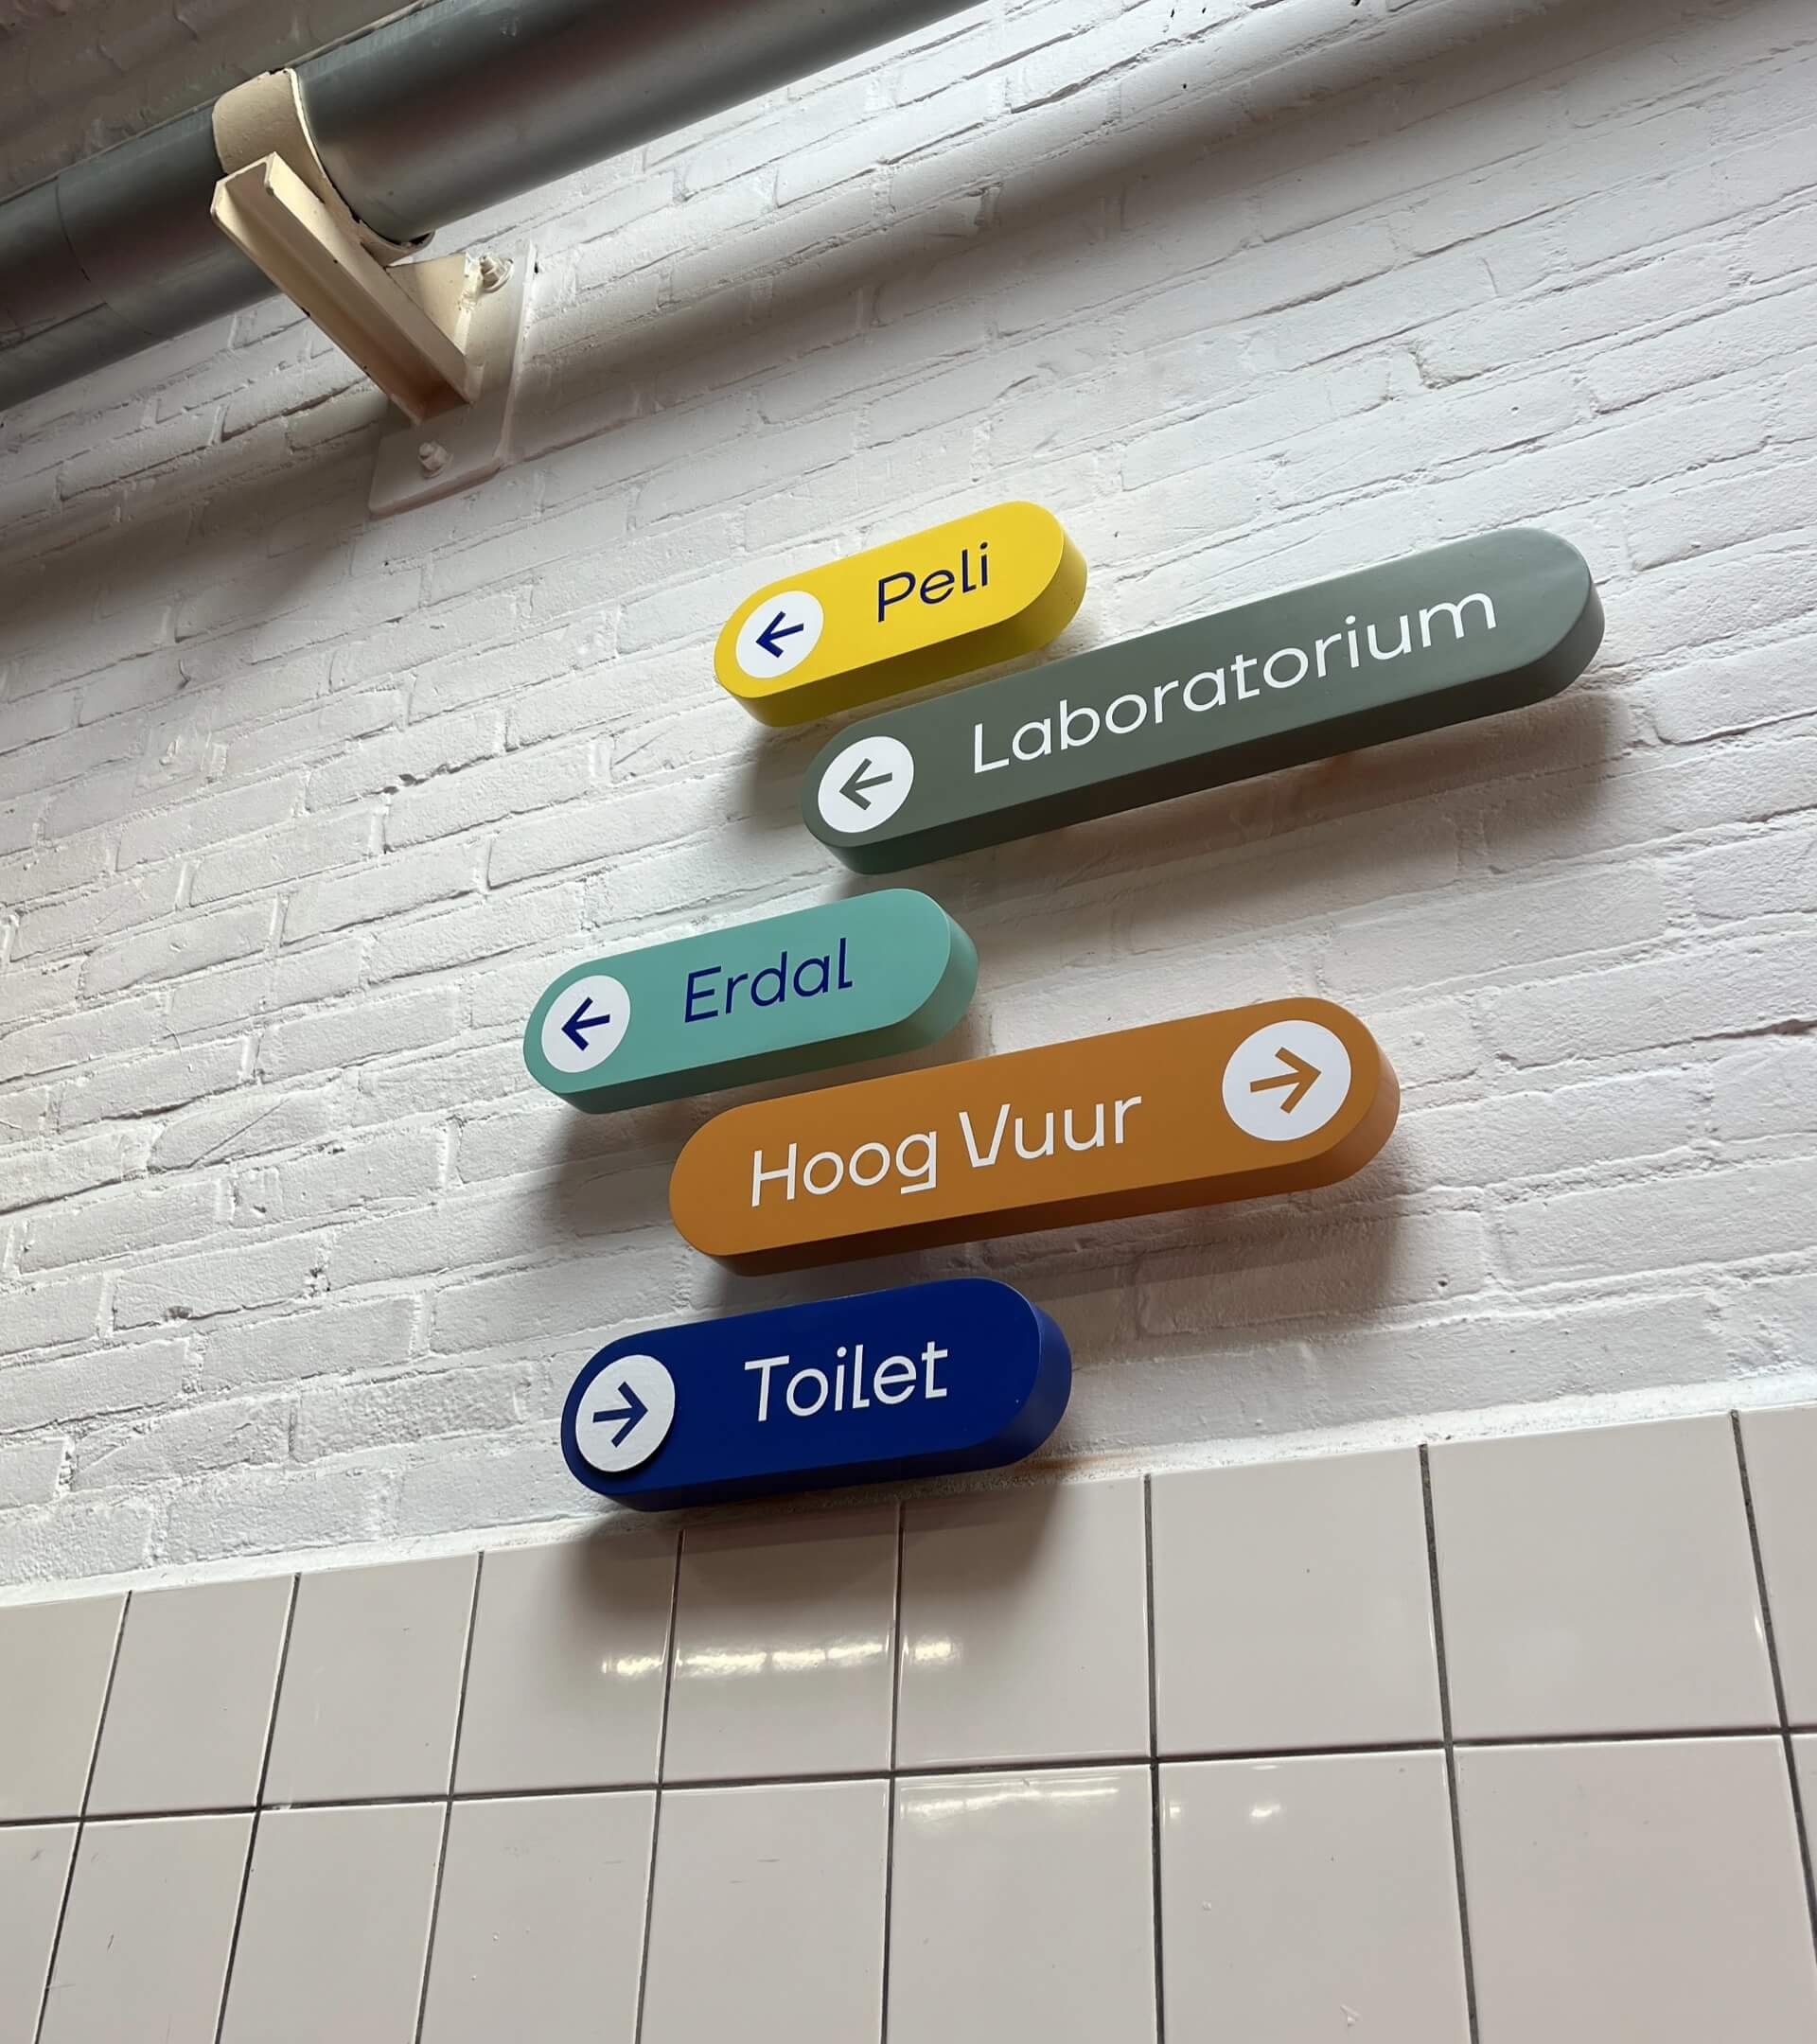 Peli
Laboratorium
Erdal
Hoog Vuur
Toilet